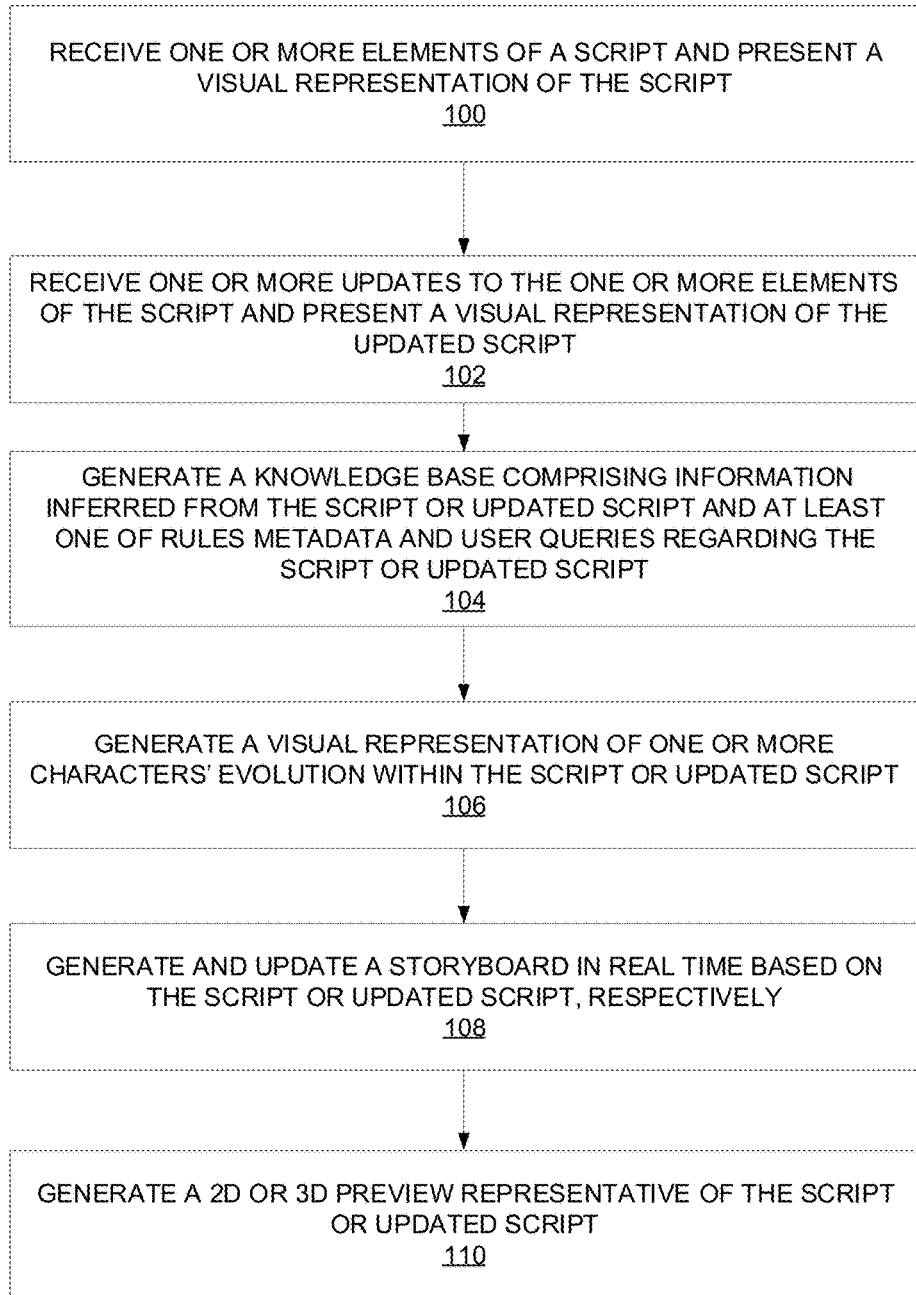 RECEIVE ONE OR MORE ELEMENTS OF A SCRIPT AND PRESENT A
VISUAL REPRESENTATION OF THE SCRIPT
100
RECEIVE ONE OR MORE UPDATES TO THE ONE OR MORE ELEMENTS
OF THE SCRIPT AND PRESENT A VISUAL REPRESENTATION OF THE
UPDATED SCRIPT
102
GENERATE A KNOWLEDGE BASE COMPRISING INFORMATION
INFERRED FROM THE SCRIPT OR UPDATED SCRIPT AND AT LEAST
ONE OF RULES METADATA AND USER QUERIES REGARDING THE
SCRIPT OR UPDATED SCRIPT
104
GENERATE A VISUAL REPRESENTATION OF ONE OR MORE
CHARACTERS' EVOLUTION WITHIN THE SCRIPT OR UPDATED SCRIPT
106
GENERATE AND UPDATE A STORYBOARD IN REAL TIME BASED ON
THE SCRIPT OR UPDATED SCRIPT, RESPECTIVELY
108
GENERATE A 2D OR 3D PREVIEW REPRESENTATIVE OF THE SCRIPT
OR UPDATED SCRIPT
110